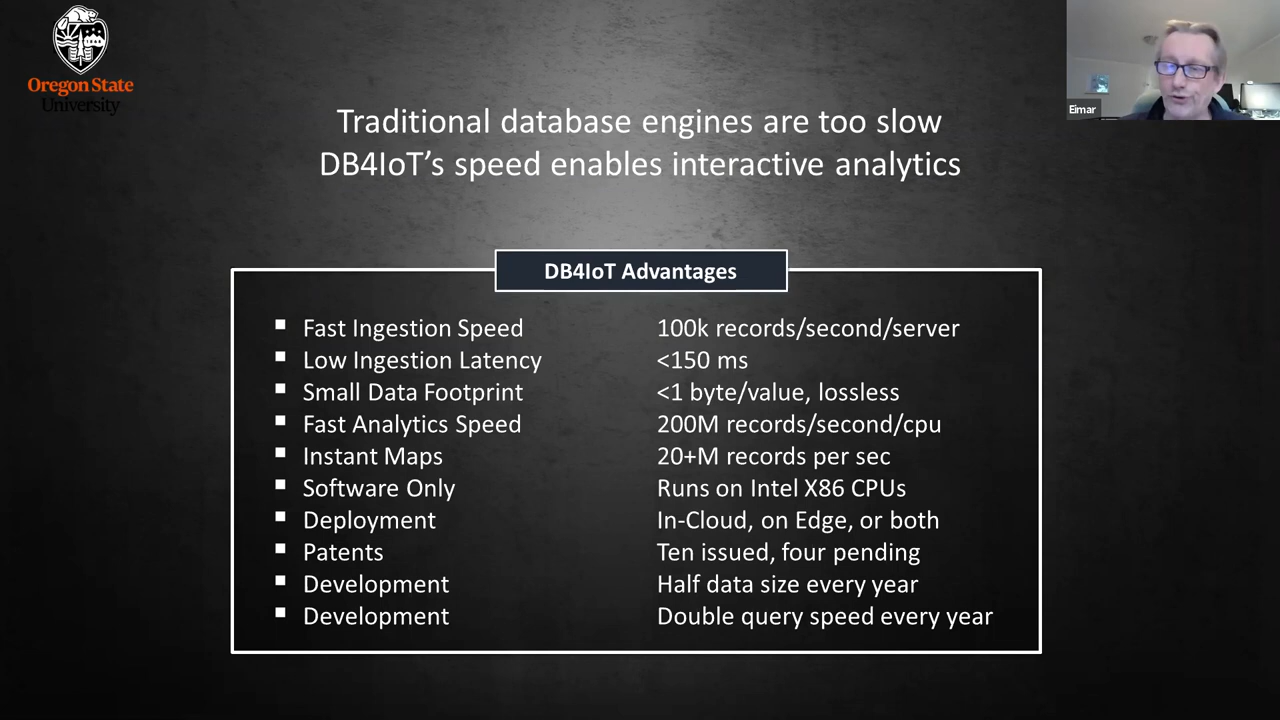 Oregon State
University
Eimar
Traditional database engines are too slow
DB4IoT’s speed enables interactive analytics
DB4IoT Advantages
▪ Fast Ingestion Speed 100k records/second/server
▪ Low Ingestion Latency <150 ms
▪ Small Data Footprint <1 byte/value, lossless
▪ Fast Analytics Speed 200M records/second/cpu
▪ Instant Maps 20+M records per sec
▪ Software Only Runs on Intel X86 CPUs
▪ Deployment In-Cloud, on Edge, or both
▪ Patents Ten issued, four pending
▪ Development Half data size every year
▪ Development Double query speed every year